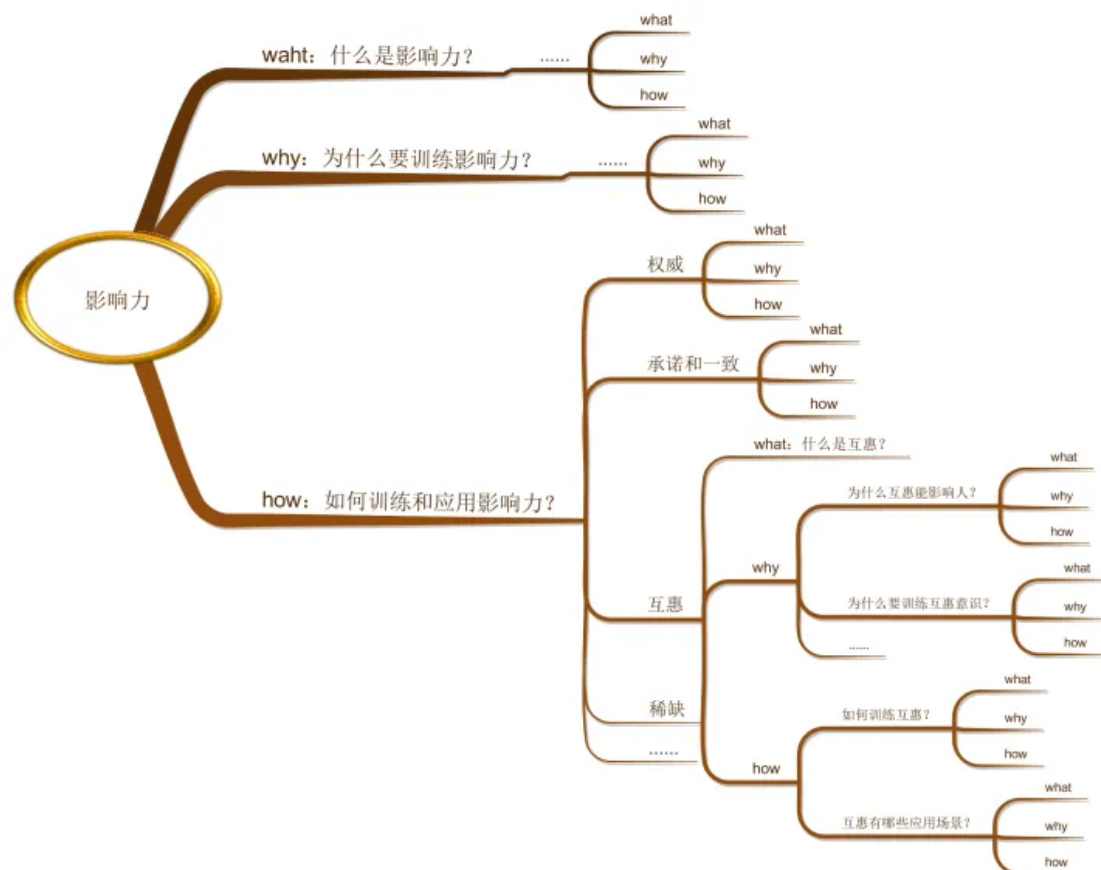 影响力
waht：什么是影响力？
......
what
why
how
why：为什么要训练影响力？
......
what
why
how
how：如何训练和应用影响力？
权威
what
why
how
承诺和一致
what
why
how
互惠
what：什么是互惠？
why
为什么互惠能影响人？
what
why
how
为什么要训练互惠意识？
what
why
how
......
how
如何训练互惠？
what
why
how
互惠有哪些应用场景？
what
why
how
稀缺
......